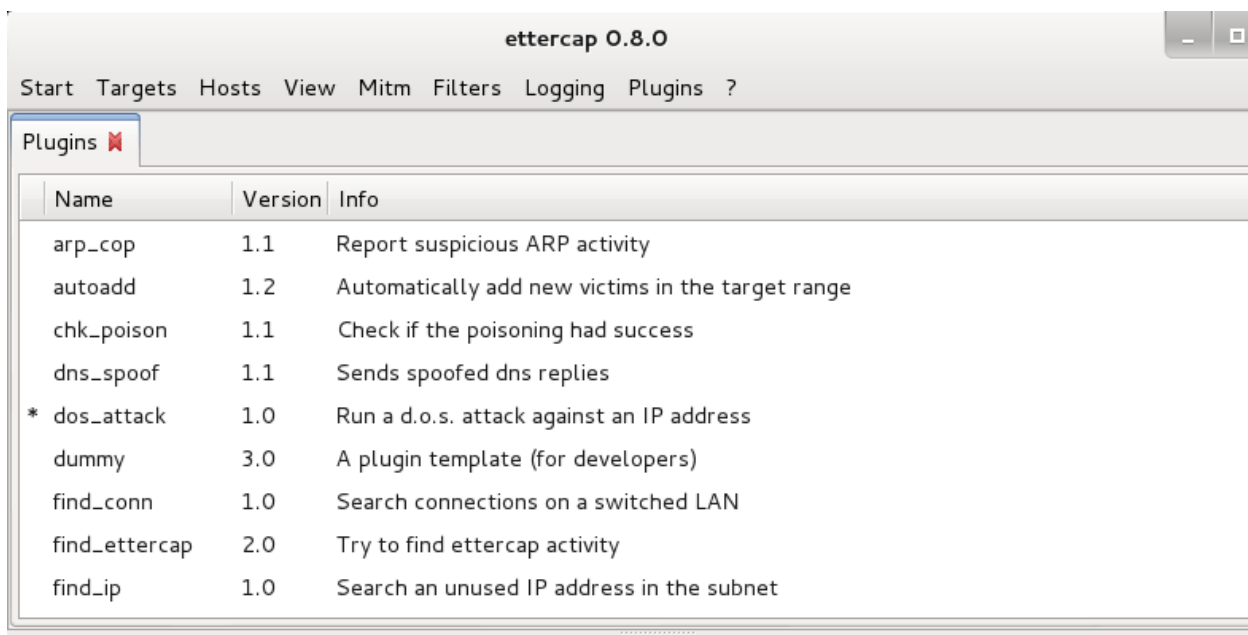 ettercap 0.8.0
Start Targets Hosts View Mitm Filters Logging Plugins ?
Plugins
Name Version Info
arp_cop 1.1 Report suspicious ARP activity
autoadd 1.2 Automatically add new victims in the target range
chk_poison 1.1 Check if the poisoning had success
dns_spoof 1.1 Sends spoofed dns replies
* dos_attack 1.0 Run a d.o.s. attack against an IP address
dummy 3.0 A plugin template (for developers)
find_conn 1.0 Search connections on a switched LAN
find_ettercap 2.0 Try to find ettercap activity
find_ip 1.0 Search an unused IP address in the subnet